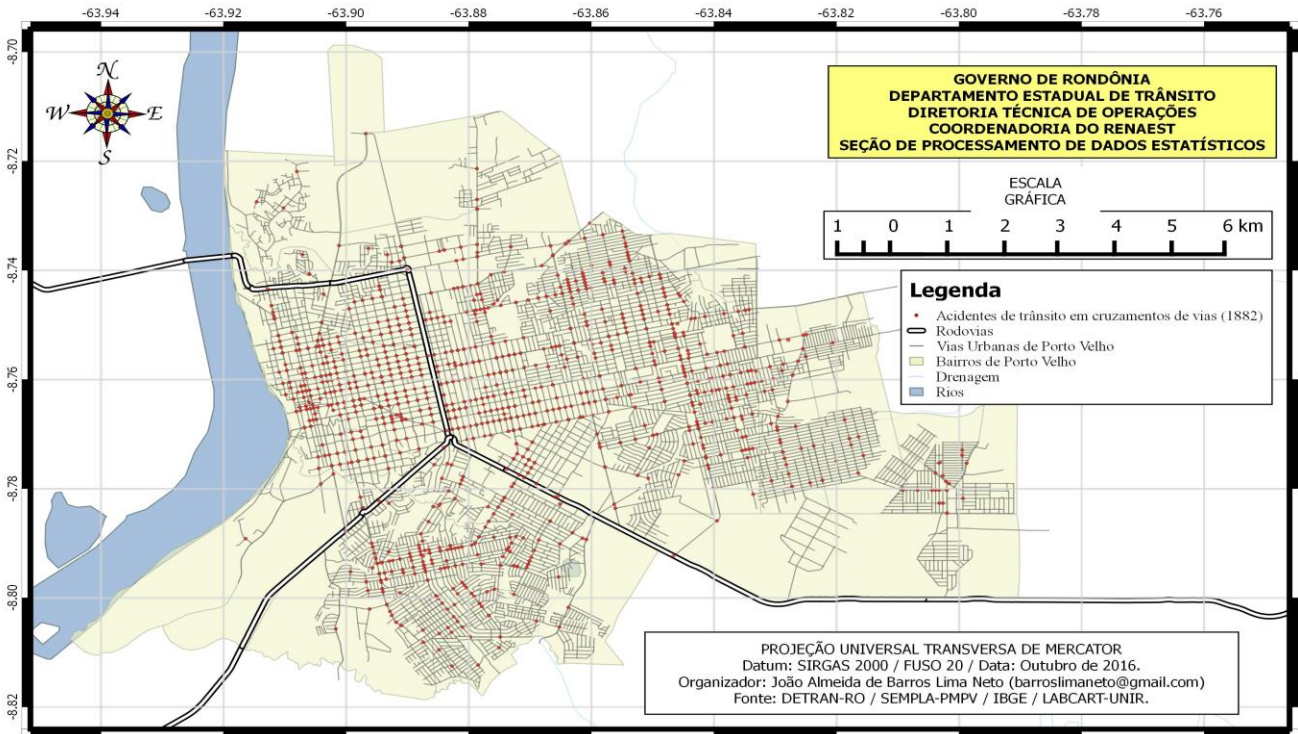 -63.94 -63.92 -63.90 -63.88 -63.86 -63.84 -63.82 -63.80 -63.78 -63.76
-8.70
-8.72
-8.74
-8.76
-8.78
-8.80
-8.82
N
W E
S
GOVERNO DE RONDÔNIA
DEPARTAMENTO ESTADUAL DE TRÂNSITO
DIRETORIA TÉCNICA DE OPERAÇÕES
COORDENADORIA DO RENAEST
SEÇÃO DE PROCESSAMENTO DE DADOS ESTATÍSTICOS
ESCALA
GRÁFICA
1 0 1 2 3 4 5 6 km
Legenda
Acidentes de trânsito em cruzamentos de vias (1882)
Rodovias
Vias Urbanas de Porto Velho
Bairros de Porto Velho
Drenagem
Rios
PROJEÇÃO UNIVERSAL TRANSVERSA DE MERCATOR
Datum: SIRGAS 2000 / FUSO 20 / Data: Outubro de 2016.
Organizador: João Almeida de Barros Lima Neto (barroslimaneto@gmail.com)
Fonte: DETRAN-RO / SEMPLA-PMPV / IBGE / LABCART-UNIR.